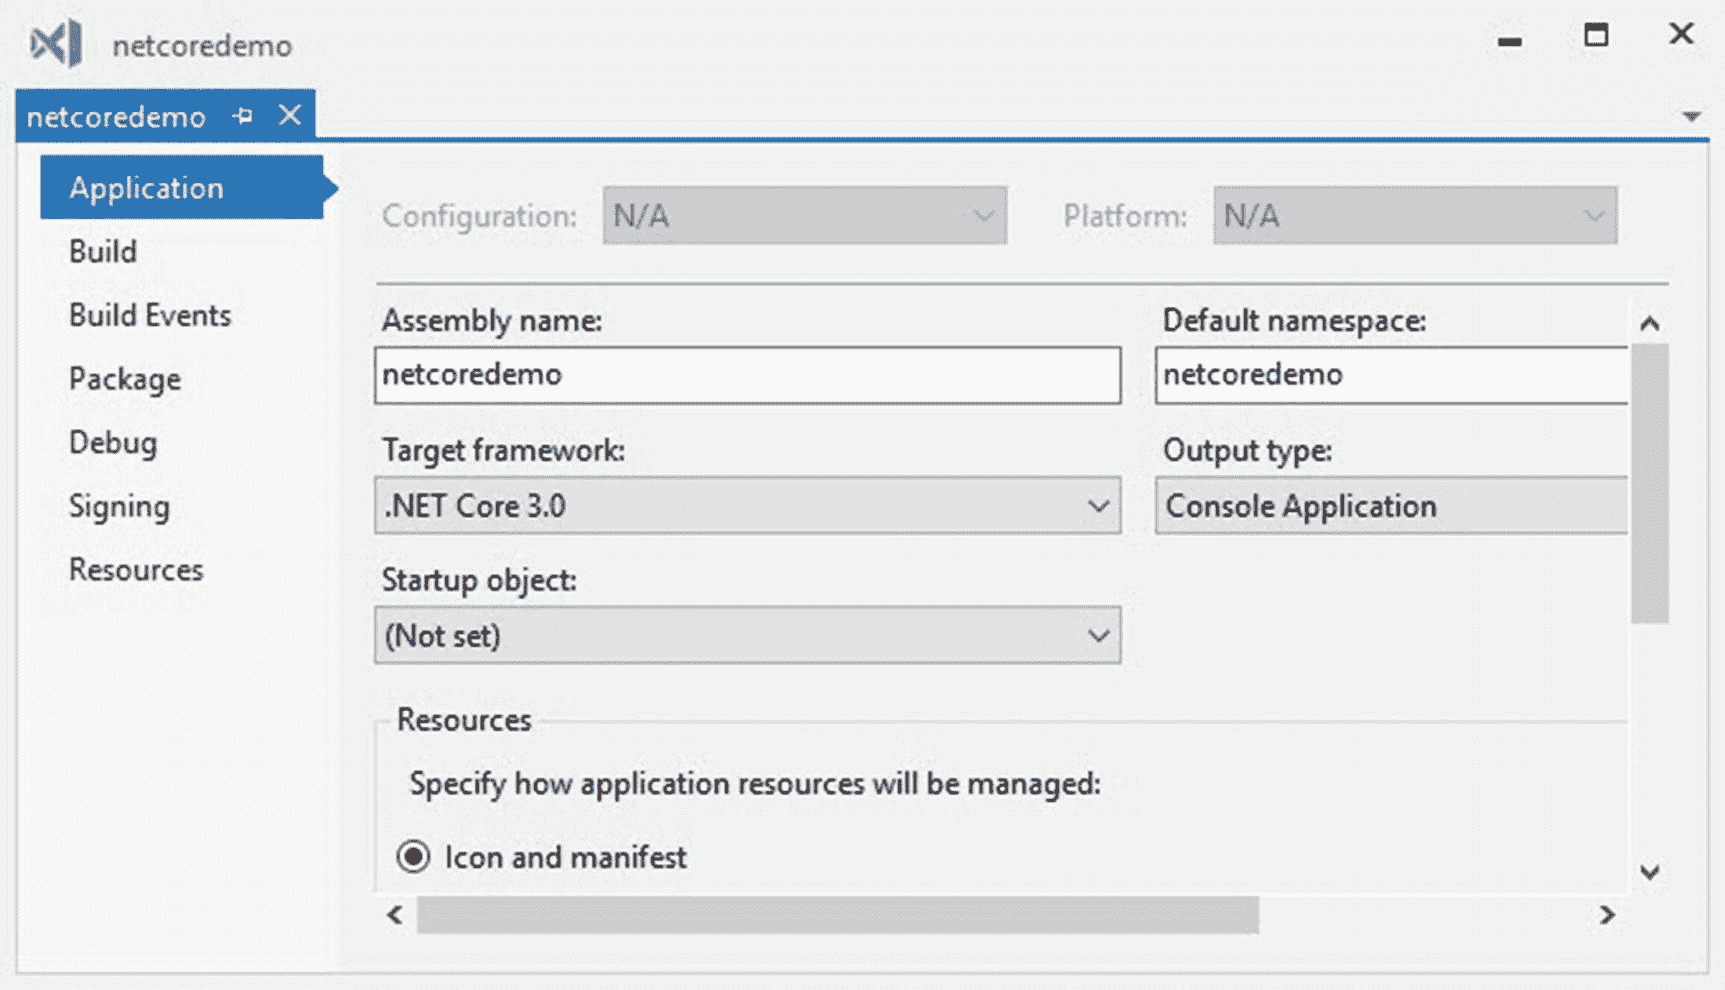 netcoredemo
netcoredemo
Application
Build
Build Events
Package
Debug
Signing
Resources
Configuration: N/A Platform: N/A
Assembly name: Default namespace:
netcoredemo netcoredemo
Target framework: Output type:
.NET Core 3.0 Console Application
Startup object:
(Not set)
Resources
Specify how application resources will be managed:
Icon and manifest